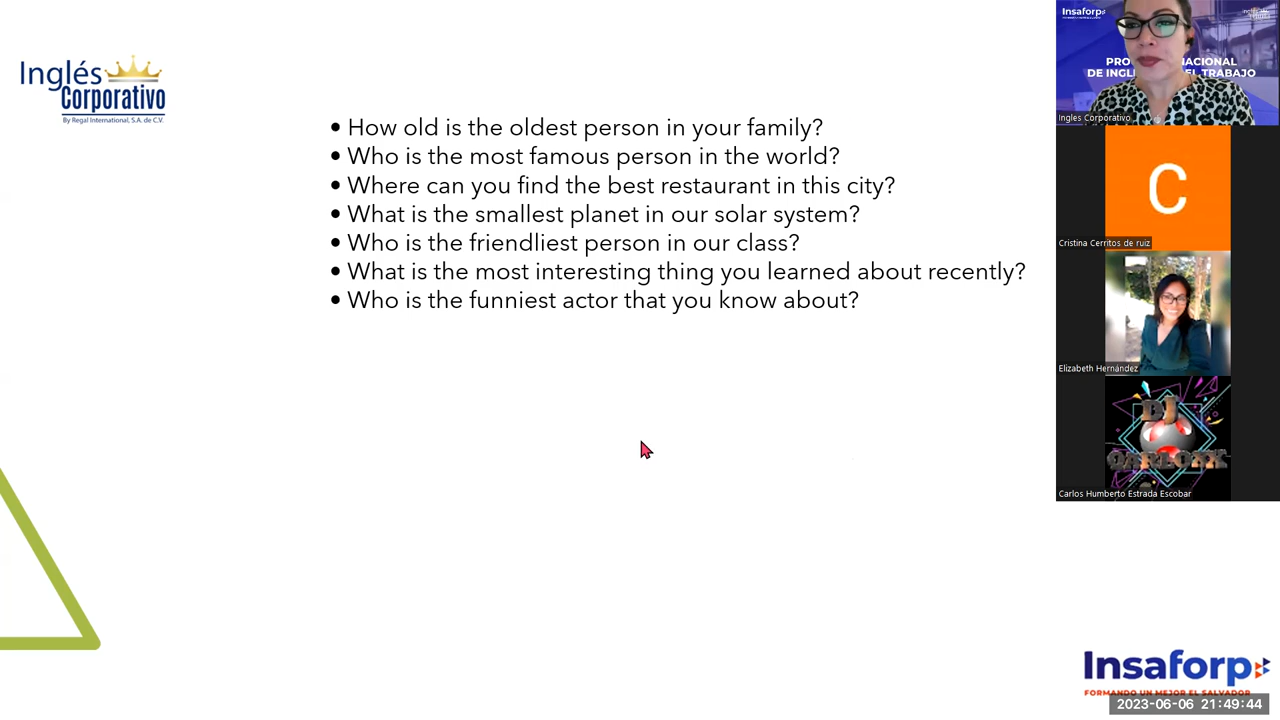 Inglés
Corporativo
By Regal International, S.A. de C.V.
• How old is the oldest person in your family?
• Who is the most famous person in the world?
• Where can you find the best restaurant in this city?
• What is the smallest planet in our solar system?
• Who is the friendliest person in our class?
• What is the most interesting thing you learned about recently?
• Who is the funniest actor that you know about?
Insaforp
Ingles Corporativo
C
Cristina Cerritos de ruiz
Elizabeth Hernández
DJ
Carlos Humberto Estrada Escobar
Insaforp
FORMANDO UN MEJOR EL SALVADOR
2023-06-06 21:49:44